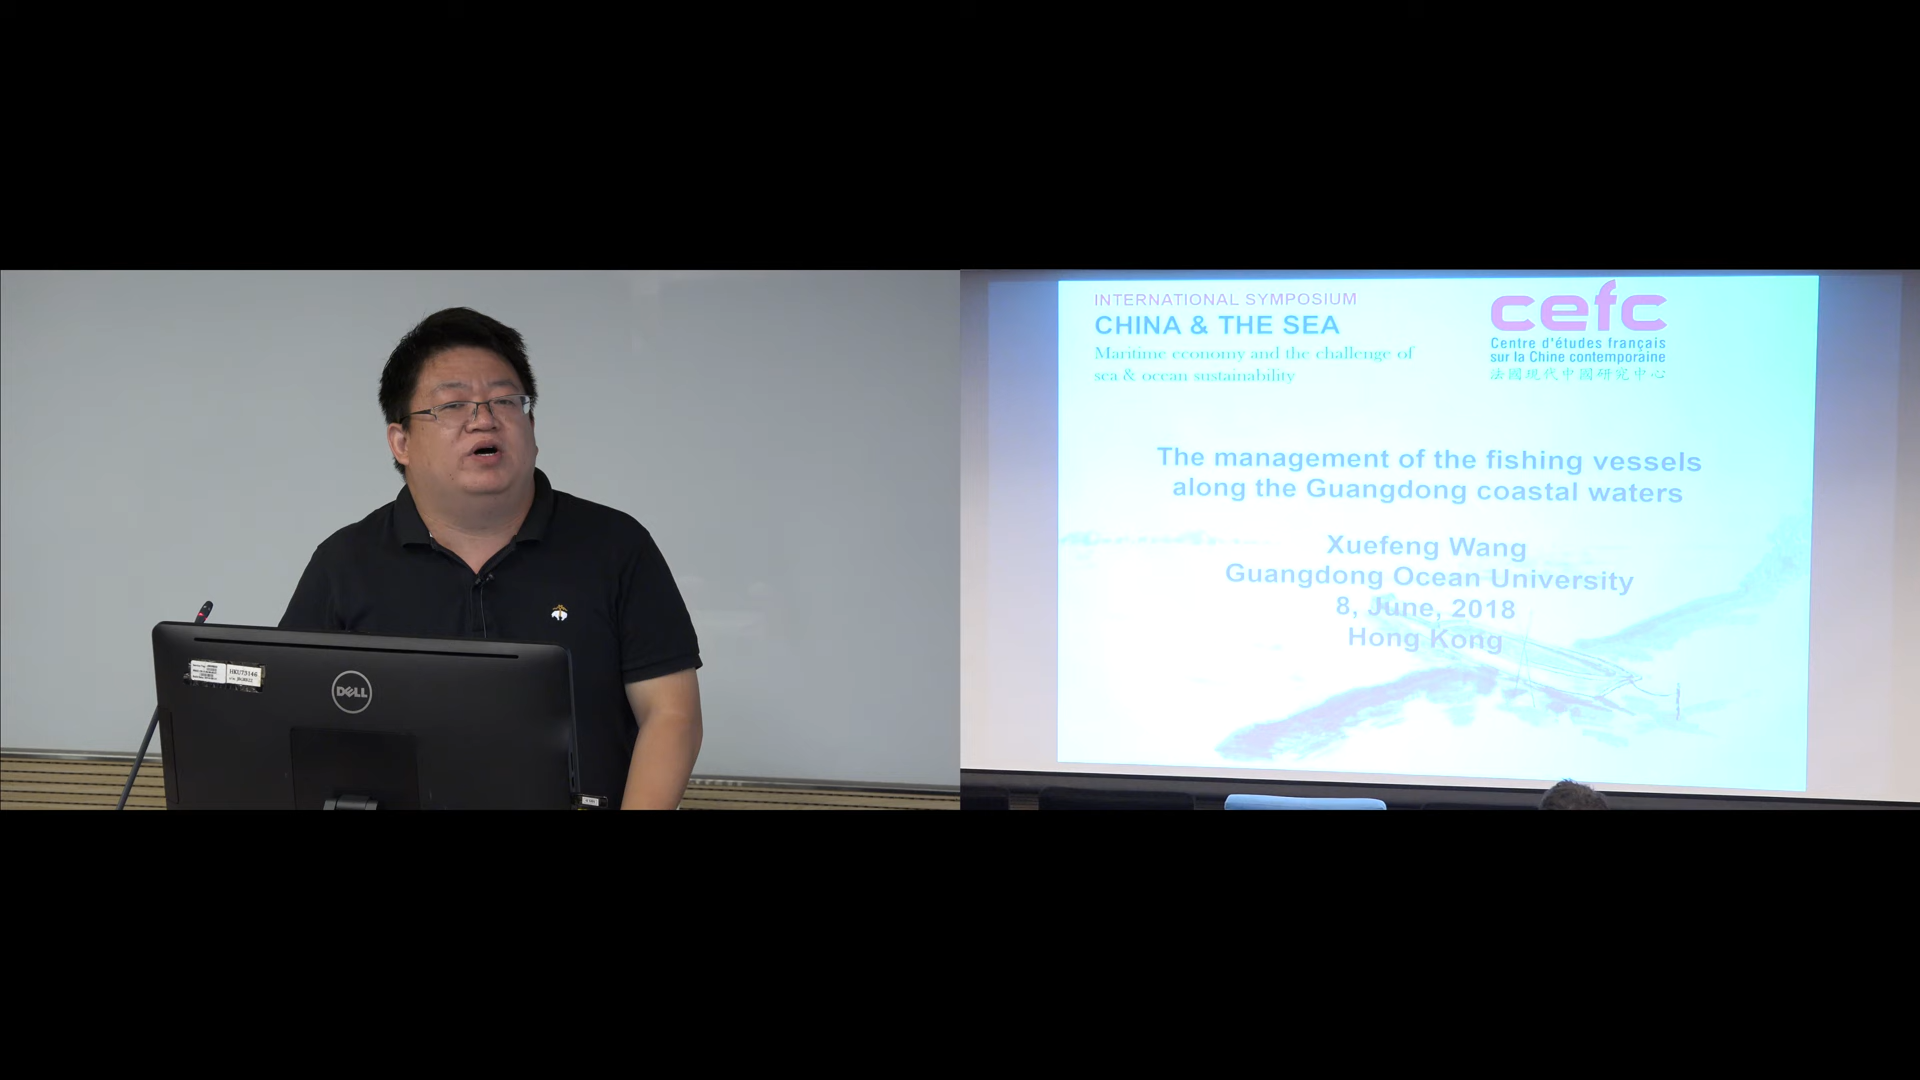 HKU73146
DELL
INTERNATIONAL SYMPOSIUM
CHINA & THE SEA
Maritime economy and the challenge of
sea & ocean sustainability
cefc
Centre d'études français
sur la Chine contemporaine
法國現代中國研究中心
The management of the fishing vessels
along the Guangdong coastal waters
Xuefeng Wang
Guangdong Ocean University
8, June, 2018
Hong Kong